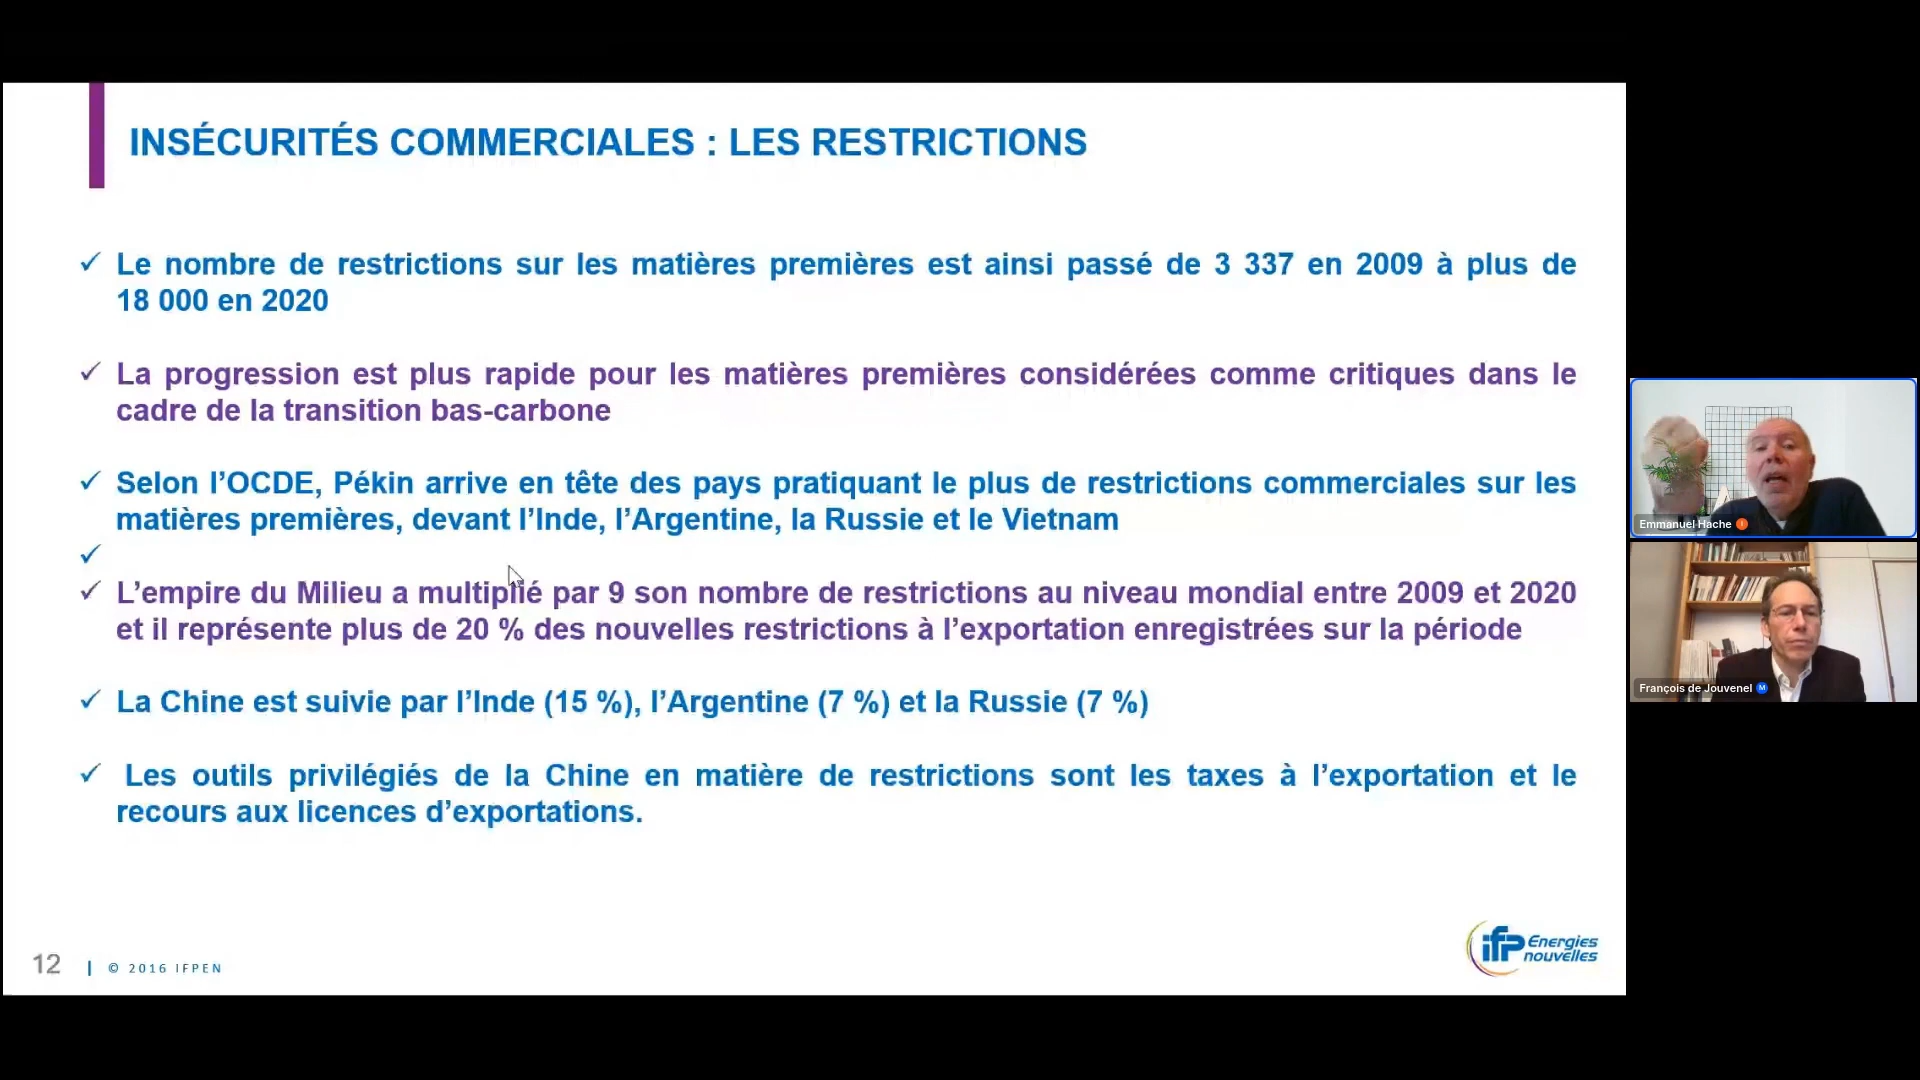 INSÉCURITÉS COMMERCIALES : LES RESTRICTIONS
✓ Le nombre de restrictions sur les matières premières est ainsi passé de 3 337 en 2009 à plus de
18 000 en 2020
✓ La progression est plus rapide pour les matières premières considérées comme critiques dans le
cadre de la transition bas-carbone
✓ Selon l’OCDE, Pékin arrive en tête des pays pratiquant le plus de restrictions commerciales sur les
matières premières, devant l’Inde, l’Argentine, la Russie et le Vietnam
✓
✓ L’empire du Milieu a multiplié par 9 son nombre de restrictions au niveau mondial entre 2009 et 2020
et il représente plus de 20 % des nouvelles restrictions à l’exportation enregistrées sur la période
✓ La Chine est suivie par l’Inde (15 %), l’Argentine (7 %) et la Russie (7 %)
✓ Les outils privilégiés de la Chine en matière de restrictions sont les taxes à l’exportation et le
recours aux licences d’exportations.
12 | © 2016 IFPEN
ifp Energies
nouvelles
Emmanuel Hache I
François de Jouvenel M